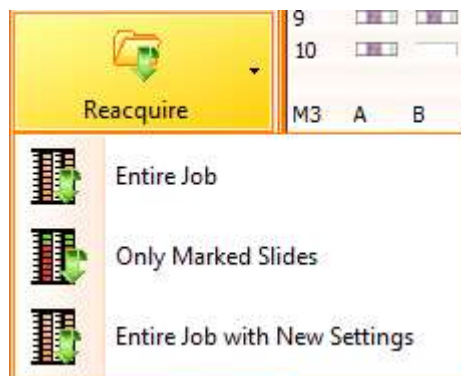 9
10
Reacquire
M3 A B
Entire Job
Only Marked Slides
Entire Job with New Settings